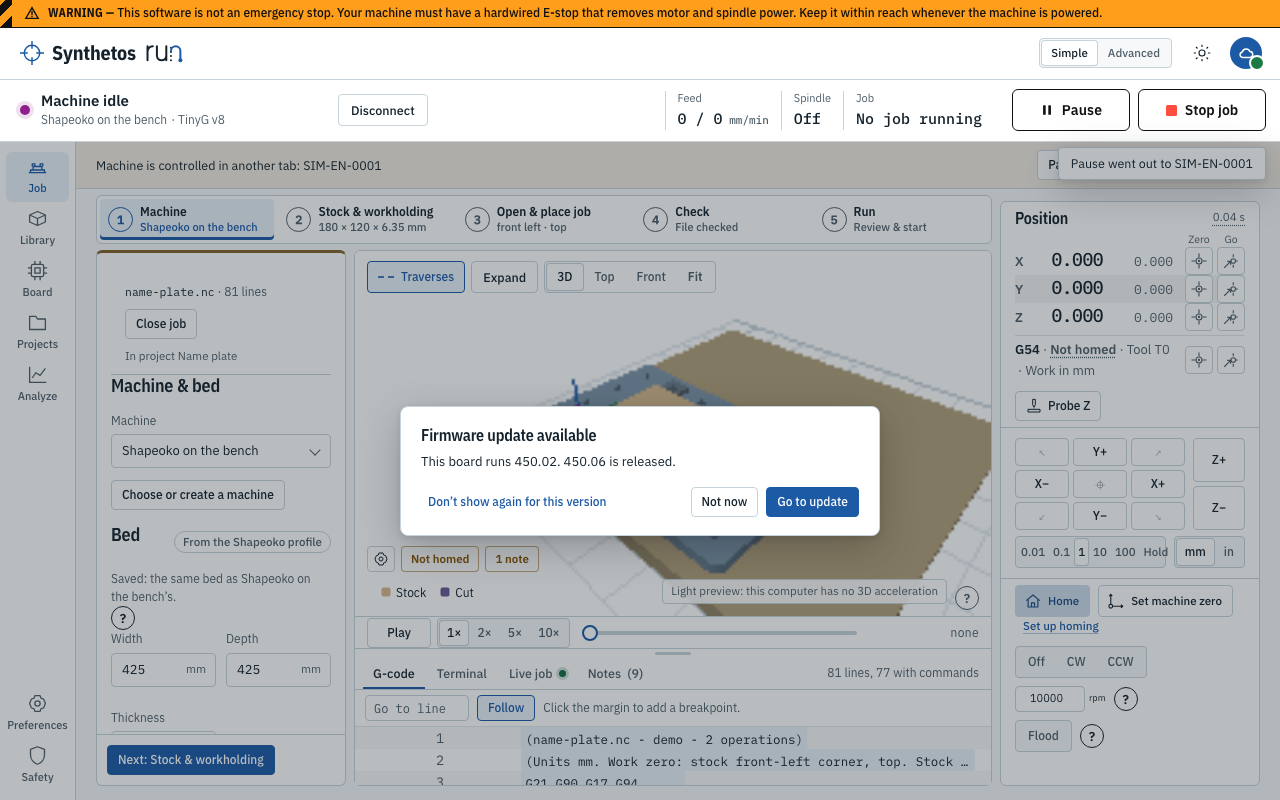 WARNING — This software is not an emergency stop. Your machine must have a hardwired E-stop that removes motor and spindle power. Keep it within reach whenever the machine is powered.
Synthetos run
Simple
Advanced
Machine idle
Shapeoko on the bench · TinyG v8
Disconnect
Feed
0 / 0 mm/min
Spindle
Off
Job
No job running
Pause
Stop job
Machine is controlled in another tab: SIM-EN-0001
Pause went out to SIM-EN-0001
Job
Library
Board
Projects
Analyze
Preferences
Safety
1
Machine
Shapeoko on the bench
2
Stock & workholding
180 × 120 × 6.35 mm
3
Open & place job
front left · top
4
Check
File checked
5
Run
Review & start
name-plate.nc · 81 lines
Close job
In project Name plate
Machine & bed
Machine
Shapeoko on the bench
Choose or create a machine
Bed
From the Shapeoko profile
Saved: the same bed as Shapeoko on
the bench's.
?
Width
Depth
425 mm
425 mm
Thickness
Next: Stock & workholding
Traverses
Expand
3D
Top
Front
Fit
Firmware update available
This board runs 450.02. 450.06 is released.
Don't show again for this version
Not now
Go to update
Not homed
1 note
Stock
Cut
Light preview: this computer has no 3D acceleration
?
Play
1×
2×
5×
10×
none
G-code
Terminal
Live job
Notes (9)
81 lines, 77 with commands
Go to line
Follow
Click the margin to add a breakpoint.
1
(name-plate.nc - demo - 2 operations)
2
(Units mm. Work zero: stock front-left corner, top. Stock …
3
G21 G90 G17 G94
Position
0.04 s
Zero
Go
X 0.000 0.000
Y 0.000 0.000
Z 0.000 0.000
G54 · Not homed · Tool T0
· Work in mm
Probe Z
Y+
Z+
X−
X+
Y−
Z−
0.01
0.1
1
10
100
Hold
mm
in
Home
Set machine zero
Set up homing
Off
CW
CCW
10000
rpm
?
Flood
?